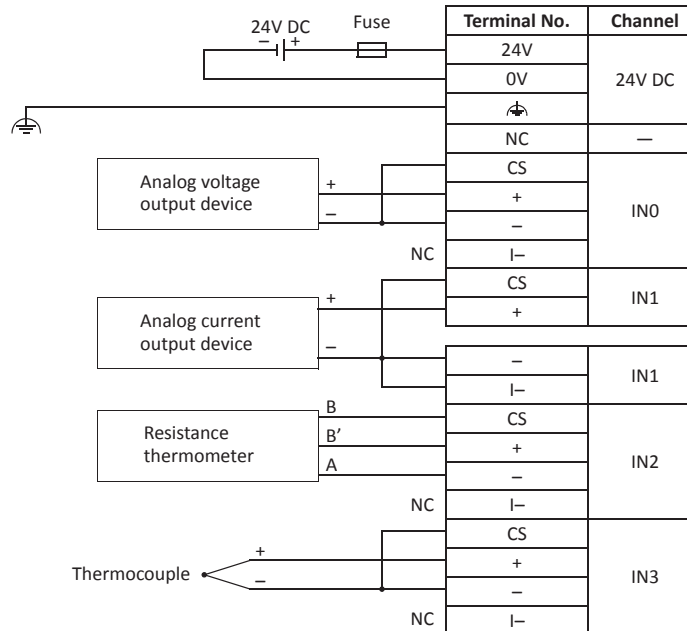 24V DC
Fuse
Terminal No.
Channel
– +
24V
0V
24V DC
NC
—
CS
Analog voltage
output device
+
+
–
–
IN0
NC
I–
CS
IN1
Analog current
output device
+
+
–
–
IN1
I–
Resistance
thermometer
B
CS
B’
+
A
–
IN2
NC
I–
CS
Thermocouple
+
+
–
–
IN3
NC
I–